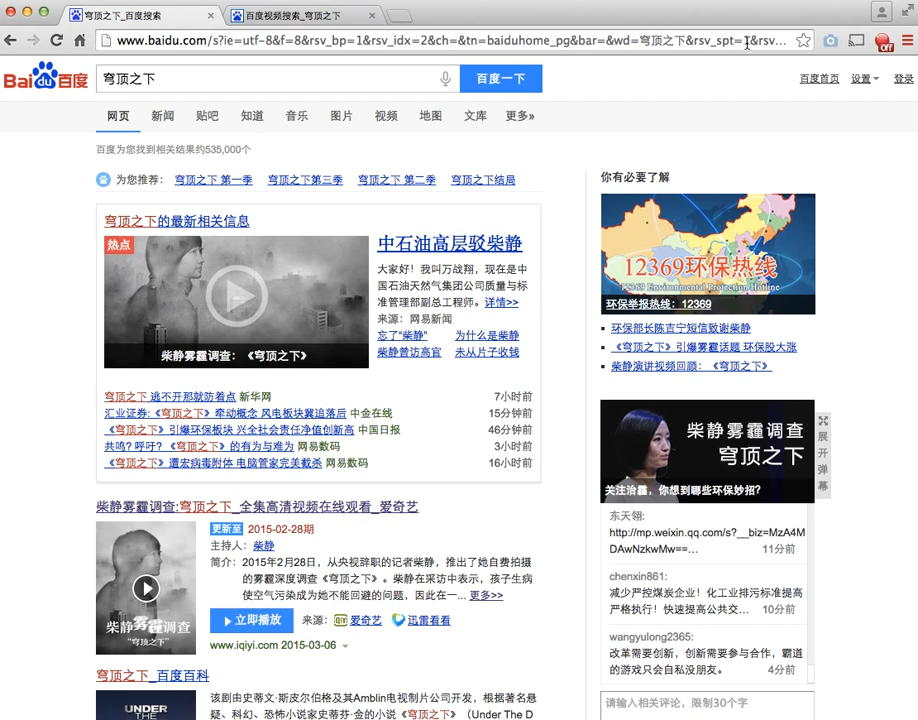 穹顶之下_百度搜索
百度视频搜索_穹顶之下
www.baidu.com/s?ie=utf-8&f=8&rsv_bp=1&rsv_idx=2&ch=&tn=baiduhome_pg&bar=&wd=穹顶之下&rsv_spt=1&rsv...
Off
Bai du 百度
穹顶之下
百度一下
百度首页 设置 登录
网页 新闻 贴吧 知道 音乐 图片 视频 地图 文库 更多»
百度为您找到相关结果约535,000个
为您推荐: 穹顶之下 第一季 穹顶之下第三季 穹顶之下 第二季 穹顶之下结局
穹顶之下的最新相关信息
热点
柴静雾霾调查：《穹顶之下》
中石油高层驳柴静
大家好！我叫万战翔，现在是中
国石油天然气集团公司质量与标
准管理部副总工程师。详情>>
来源：网易新闻
忘了“柴静” 为什么是柴静
柴静曾访高官 未从片子收钱
穹顶之下 逃不开那就防着点 新华网 7小时前
汇业证券:《穹顶之下》牵动概念 风电板块冀追落后 中金在线 15分钟前
《穹顶之下》引爆环保板块 兴全社会责任净值创新高 中国日报 46分钟前
共鸣? 呼吁? 《穹顶之下》的有为与难为 网易数码 3小时前
《穹顶之下》遭宏病毒附体 电脑管家完美截杀 网易数码 16小时前
柴静雾霾调查:穹顶之下_全集高清视频在线观看_爱奇艺
柴静雾霾调查
“穹顶之下”
更新至 2015-02-28期
主持人： 柴静
简介： 2015年2月28日，从央视辞职的记者柴静，推出了她自费拍摄
的雾霾深度调查《穹顶之下》。柴静在采访中表示，孩子生病
使空气污染成为她不能回避的问题，因此在一... 更多>>
立即播放 来源： 爱奇艺 迅雷看看
www.iqiyi.com 2015-03-06
穹顶之下_百度百科
UNDER
THE
该剧由史蒂文·斯皮尔伯格及其Amblin电视制片公司开发，根据著名悬
疑、科幻、恐怖小说家史蒂芬·金的小说《穹顶之下》（Under The D
你有必要了解
12369环保热线
12369 Environmental Protection Hotline
环保举报热线：12369
环保部长陈吉宁短信致谢柴静
《穹顶之下》引爆雾霾话题 环保股大涨
柴静演讲视频回顾：《穹顶之下》
柴静雾霾调查
穹顶之下
关注治霾，你想到哪些环保妙招?
展
开
弹
幕
东天翎:
http://mp.weixin.qq.com/s?__biz=MzA4M
DAwNzkwMw==... 11分前
chenxin861:
减少严控煤炭企业！化工业排污标准提高
严格执行！快速提高公共交... 10分前
wangyulong2365:
改革需要创新，创新需要参与合作，霸道
的游戏只会自私没朋友。 4分前
请输入相关评论，限制30个字